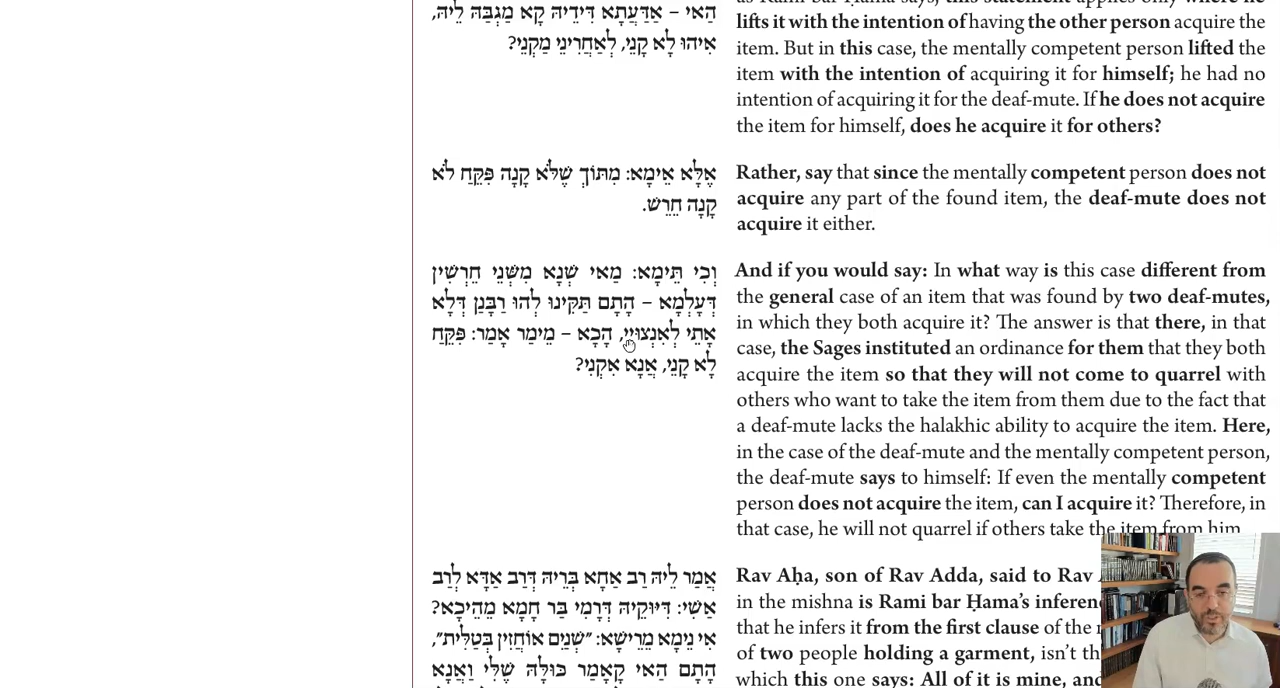 הַאי – אַדַּעְתָּא דִּידֵיהּ קָא מַגְבַּהּ לֵיהּ,
אִיהוּ לָא קָנֵי, לְאַחֲרִינֵי מַקְנֵי?
אֶלָּא אֵימָא: מִתּוֹךְ שֶׁלֹּא קָנָה פִּקֵּחַ לֹא
קָנָה חֵרֵשׁ.
וְכִי תֵּימָא: מַאי שְׁנָא מִשְּׁנֵי חֵרְשִׁין
דְּעָלְמָא – הָתָם תַּקִּינוּ לְהוּ רַבָּנַן דְּלָא
אָתֵי לְאִנְצוּיֵי, הָכָא – מֵימָר אָמַר: פִּקֵּחַ
לָא קָנֵי, אֲנָא אִקְנֵי?
אֲמַר לֵיהּ רַב אַחָא בְּרֵיהּ דְּרַב אַדָּא לְרַב
אָשֵׁי: דִּיּוּקֵיהּ דְּרָמֵי בַּר חָמָא מֵהֵיכָא?
אִי נֵימָא מֵרֵישָׁא: ״שְׁנַיִם אוֹחֲזִין בְּטַלִּית״,
הָתָם הַאי קָאָמַר כּוּלָּהּ שֶׁלִּי וַאֲנָא
lifts it with the intention of having the other person acquire the
item. But in this case, the mentally competent person lifted the
item with the intention of acquiring it for himself; he had no
intention of acquiring it for the deaf-mute. If he does not acquire
the item for himself, does he acquire it for others?
Rather, say that since the mentally competent person does not
acquire any part of the found item, the deaf-mute does not
acquire it either.
And if you would say: In what way is this case different from
the general case of an item that was found by two deaf-mutes,
in which they both acquire it? The answer is that there, in that
case, the Sages instituted an ordinance for them that they both
acquire the item so that they will not come to quarrel with
others who want to take the item from them due to the fact that
a deaf-mute lacks the halakhic ability to acquire the item. Here,
in the case of the deaf-mute and the mentally competent person,
the deaf-mute says to himself: If even the mentally competent
person does not acquire the item, can I acquire it? Therefore, in
that case, he will not quarrel if others take the item from him.
Rav Aḥa, son of Rav Adda, said to Rav
in the mishna is Rami bar Ḥama's
that he infers it from the first clause of the
of two people holding a garment, isn't
which this one says: All of it is mine,